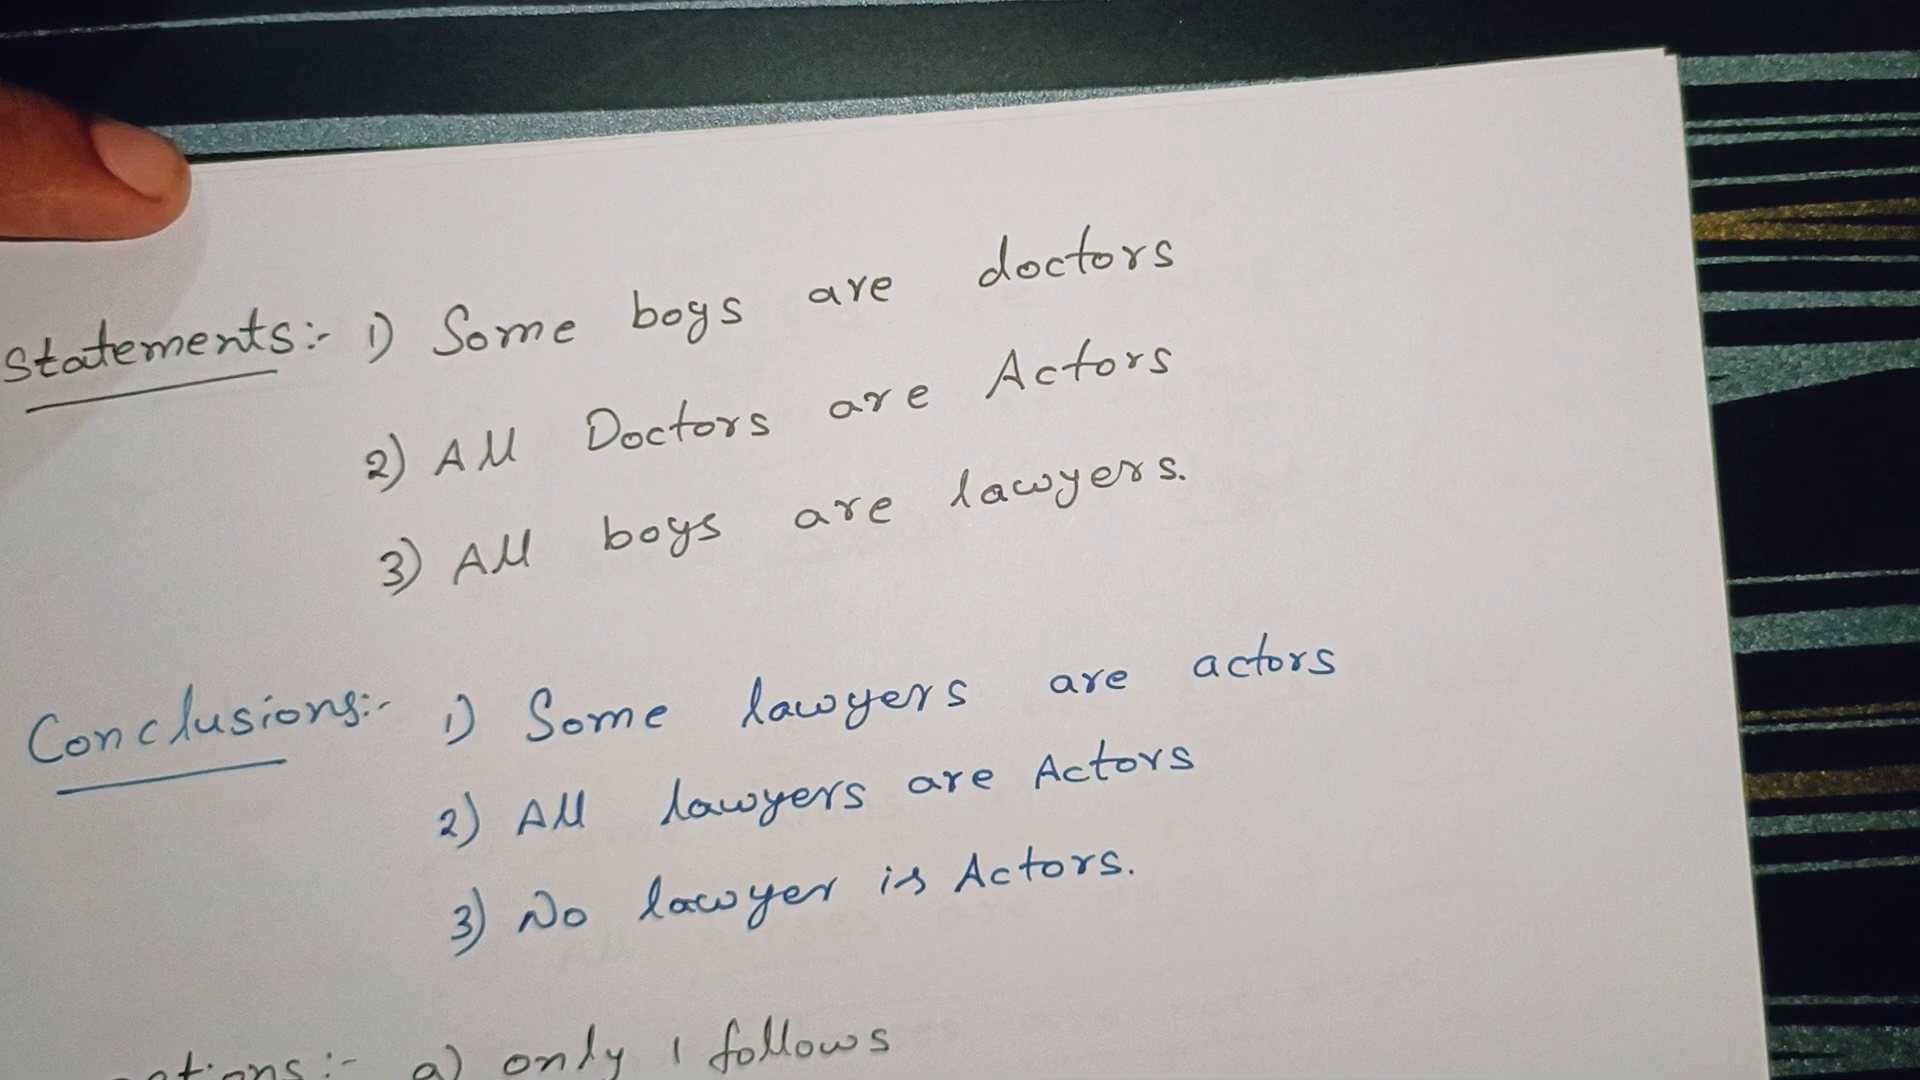 Statements:- 1) Some boys are doctors
2) All Doctors are Actors
3) All boys are lawyers.
Conclusions:- 1) Some lawyers are actors
2) All lawyers are Actors
3) No lawyer is Actors.
a) only 1 follows